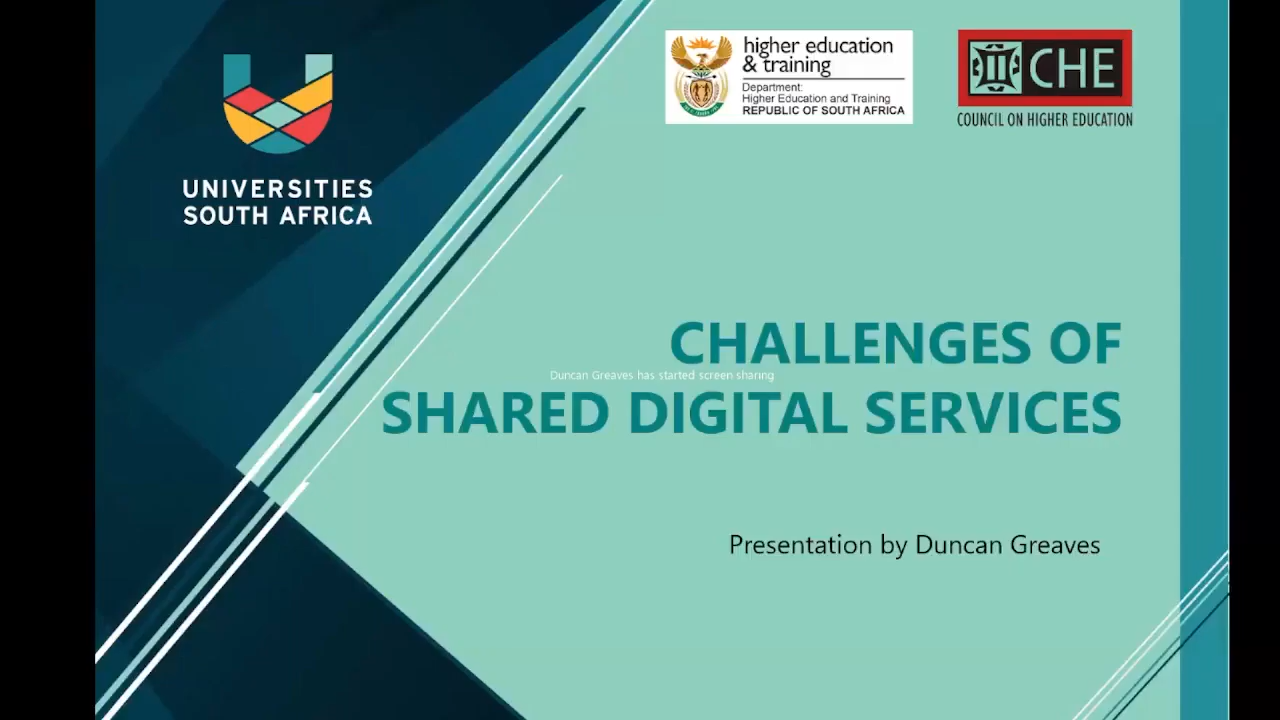 UNIVERSITIES
SOUTH AFRICA
higher education
& training
Department:
Higher Education and Training
REPUBLIC OF SOUTH AFRICA
CHE
COUNCIL ON HIGHER EDUCATION
CHALLENGES OF
Duncan Greaves has started screen sharing
SHARED DIGITAL SERVICES
Presentation by Duncan Greaves